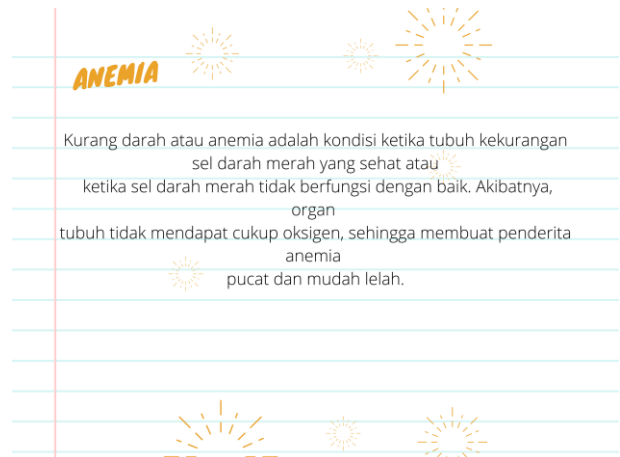 ANEMIA
Kurang darah atau anemia adalah kondisi ketika tubuh kekurangan
sel darah merah yang sehat atau
ketika sel darah merah tidak berfungsi dengan baik. Akibatnya,
organ
tubuh tidak mendapat cukup oksigen, sehingga membuat penderita
anemia
pucat dan mudah lelah.